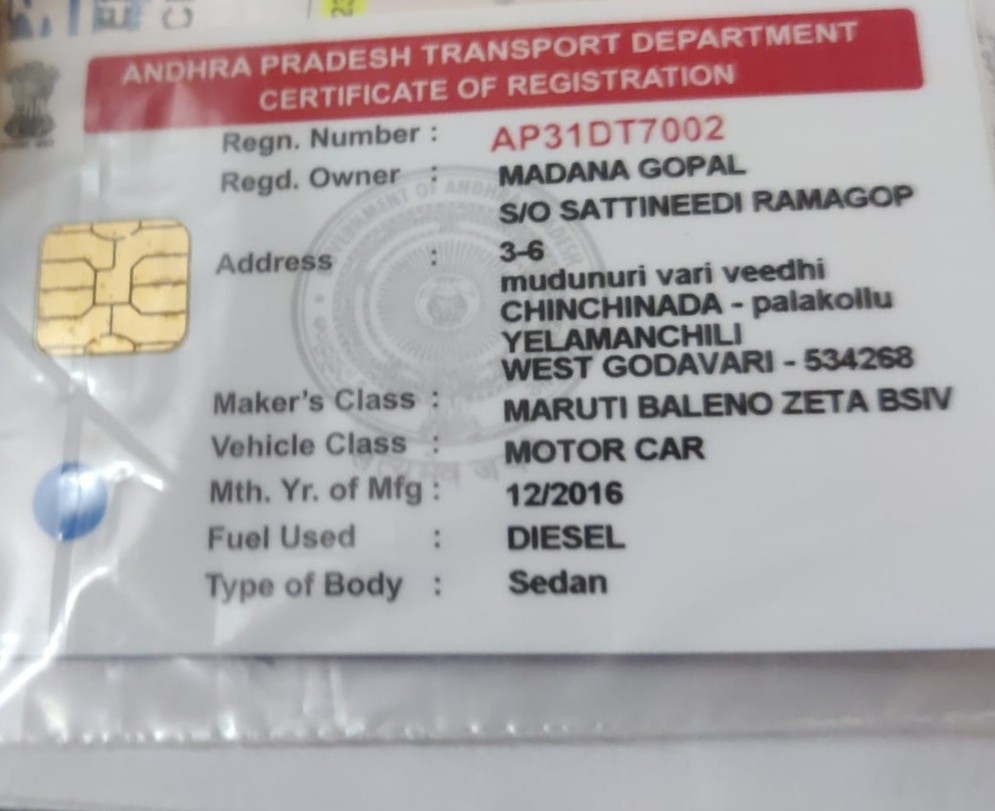 ANDHRA PRADESH TRANSPORT DEPARTMENT
CERTIFICATE OF REGISTRATION
Regn. Number : AP31DT7002
Regd. Owner : MADANA GOPAL
S/O SATTINEEDI RAMAGOP
Address : 3-6
mudunuri vari veedhi
CHINCHINADA - palakollu
YELAMANCHILI
WEST GODAVARI - 534268
Maker's Class : MARUTI BALENO ZETA BSIV
Vehicle Class : MOTOR CAR
Mth. Yr. of Mfg : 12/2016
Fuel Used : DIESEL
Type of Body : Sedan